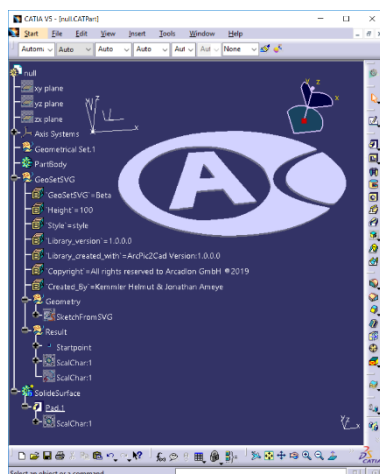 CATIA V5 - [null.CATPart]
Start File Edit View Insert Tools Window Help
Autom Auto Auto Auto Aut Aut None
null
xy plane
yz plane
zx plane
Axis Systems
Geometrical Set.1
PartBody
GeoSetSVG
`GeoSetSVG`=Beta
`Height`=100
`Style`=style
`Library_version`=1.0.0.0
`Library_created_with`=ArcPic2Cad Version:1.0.0.0
`Copyright`=All rights reserved to Arcadion GmbH ®2019
`Created_By`=Kemmler Helmut & Jonathan Ameye
Geometry
SketchFromSVG
Result
Startpoint
ScalChar:1
ScalChar:1
SolideSurface
Pad.1
ScalChar:1
Select an object or a command